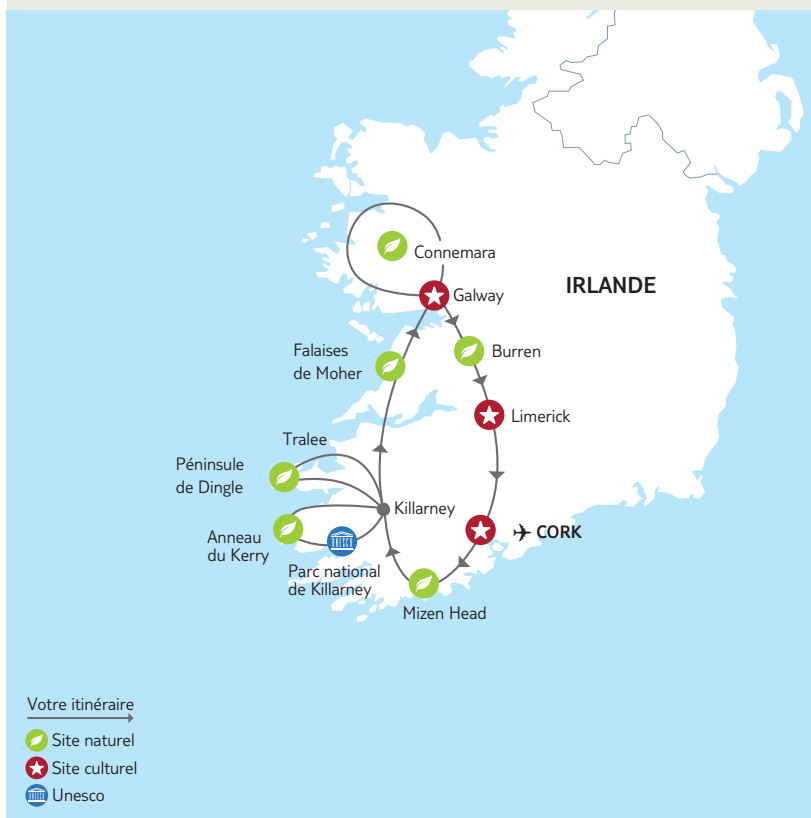 Connemara
Galway
IRLANDE
Falaises
de Moher
Burren
Limerick
Tralee
Péninsule
de Dingle
Killarney
Anneau
du Kerry
CORK
Parc national
de Killarney
Mizen Head
Votre itinéraire
Site naturel
Site culturel
UNESCO
Unesco